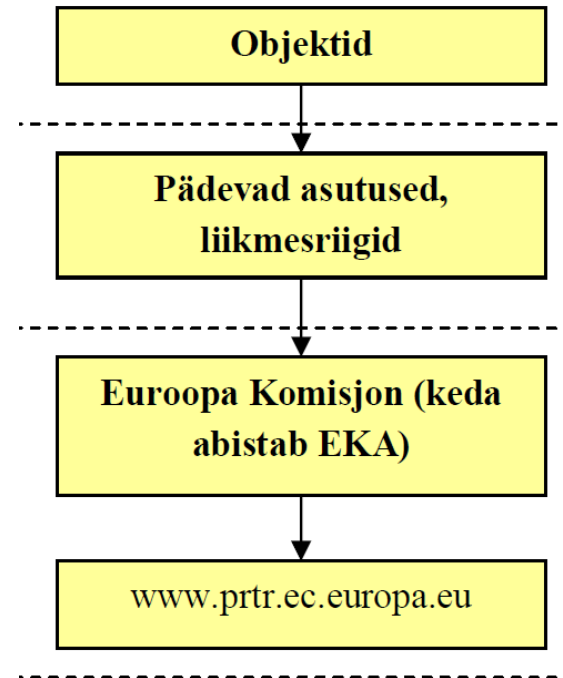 Objektid
Pädevad asutused,
liikmesriigid
Euroopa Komisjon (keda
abistab EKA)
www.prtr.ec.europa.eu